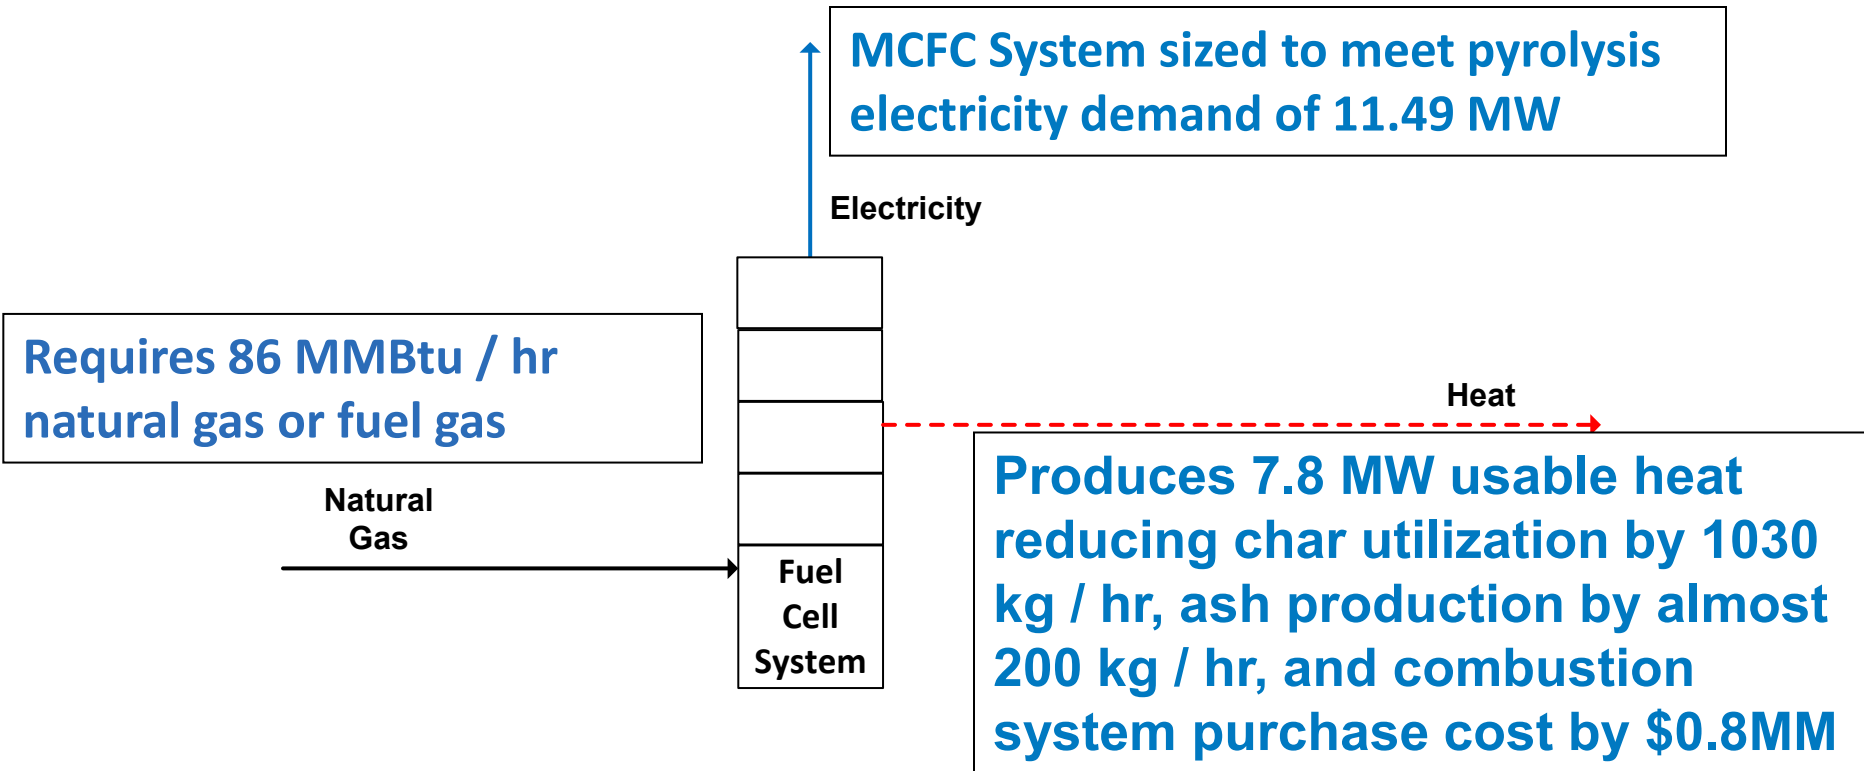 MCFC System sized to meet pyrolysis
electricity demand of 11.49 MW
Electricity
Requires 86 MMBtu / hr
natural gas or fuel gas
Heat
Natural
Gas
Fuel
Cell
System
Produces 7.8 MW usable heat
reducing char utilization by 1030
kg / hr, ash production by almost
200 kg / hr, and combustion
system purchase cost by $0.8MM